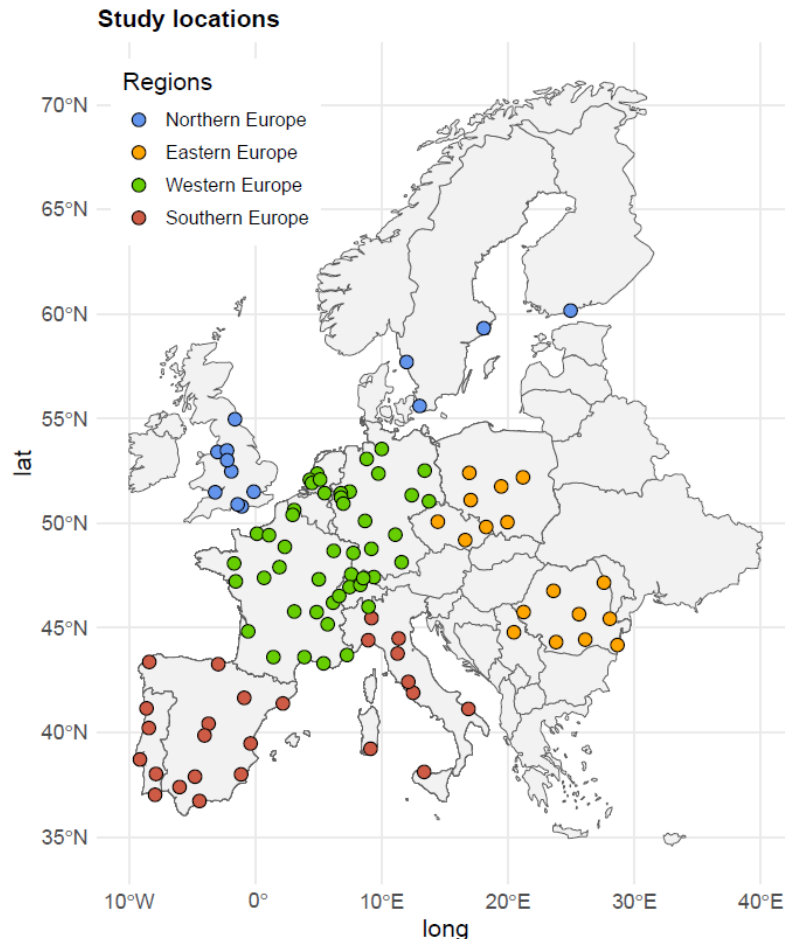 Study locations
Regions
Northern Europe
Eastern Europe
Western Europe
Southern Europe
70°N
65°N
60°N
55°N
50°N
45°N
40°N
35°N
lat
10°W 0° 10°E 20°E 30°E 40°E
long